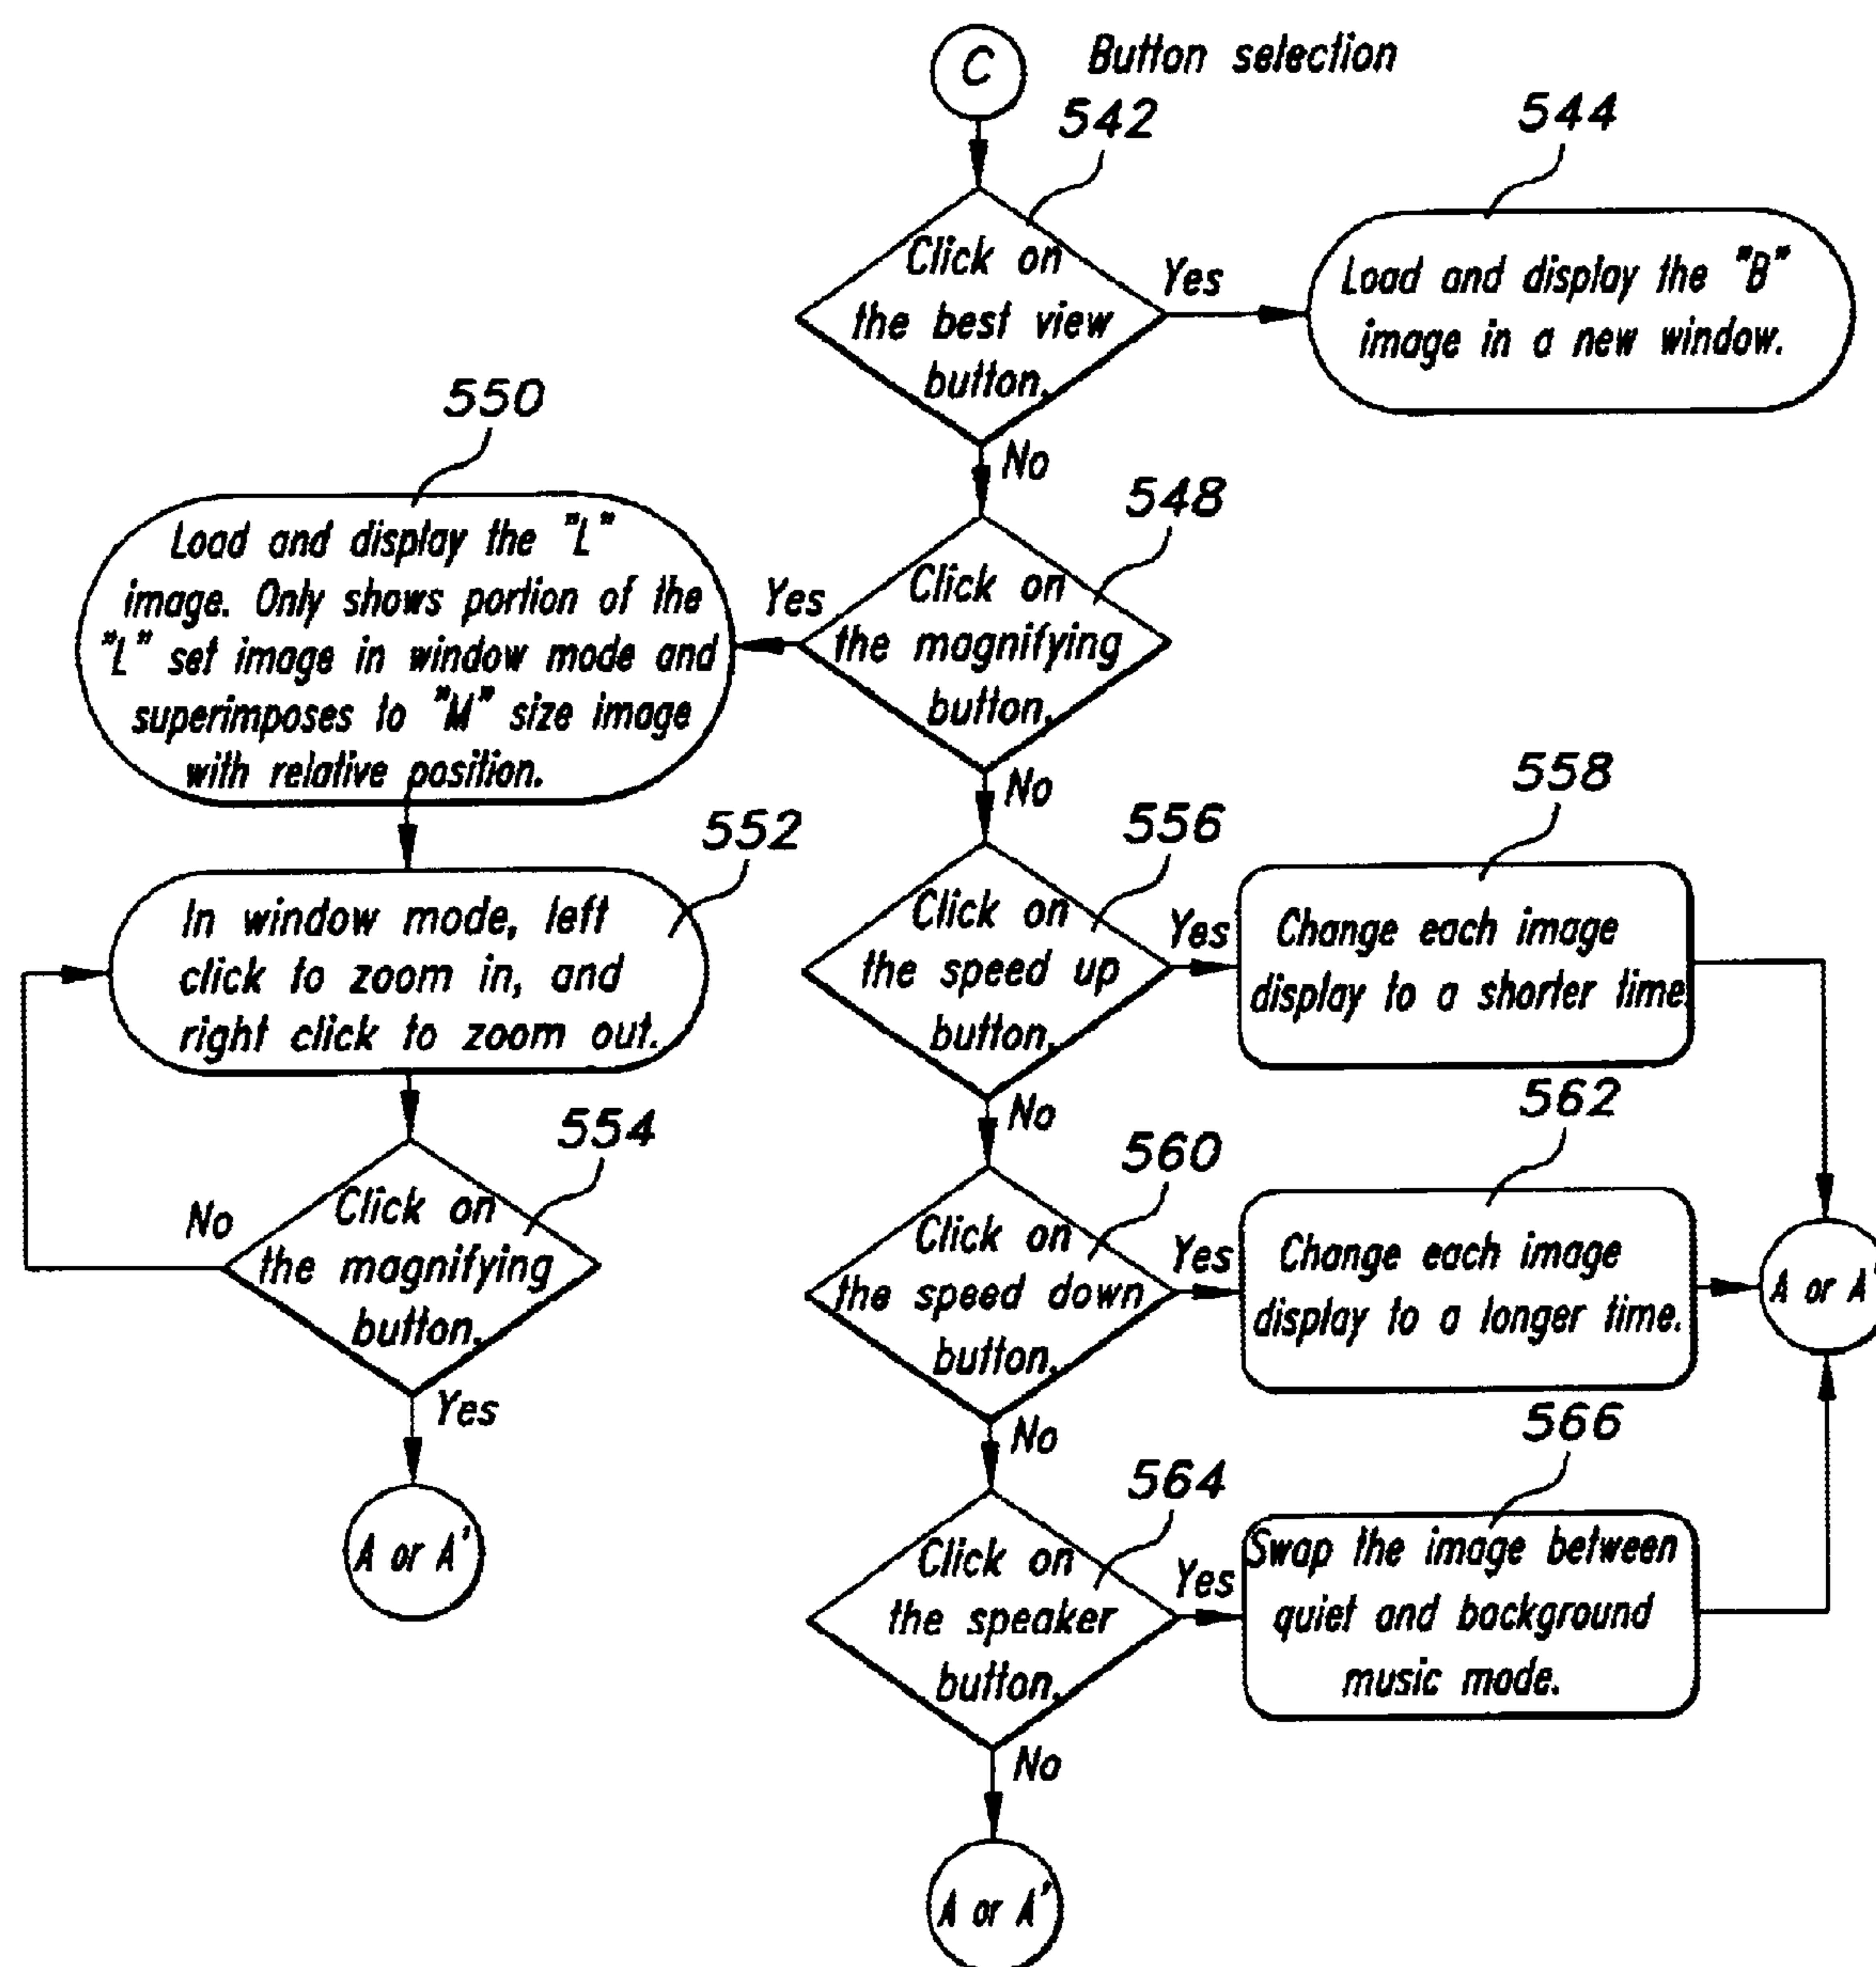 C
Button selection
542
544
Click on
the best view
button.
Yes
Load and display the "B"
image in a new window.
No
550
548
Load and display the "L"
image. Only shows portion of the
"L" set image in window mode and
superimposes to "M" size image
with relative position.
Yes
Click on
the magnifying
button.
No
552
In window mode, left
click to zoom in, and
right click to zoom out.
556
558
Click on
the speed up
button.
Yes
Change each image
display to a shorter time.
No
554
No
Click on
the magnifying
button.
Yes
A or A'
560
562
Click on
the speed down
button.
Yes
Change each image
display to a longer time.
A or A'
No
564
566
Click on
the speaker
button.
Yes
Swap the image between
quiet and background
music mode.
No
A or A'